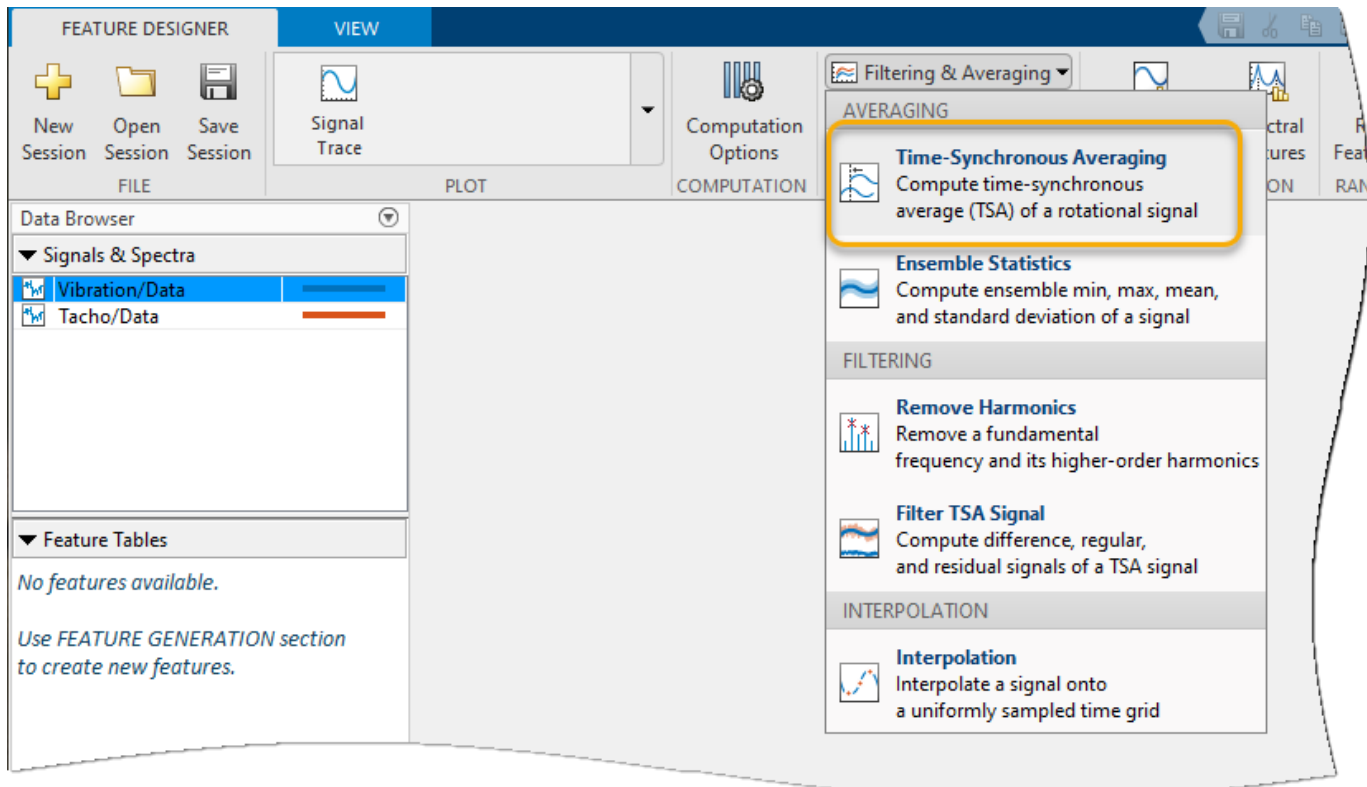 FEATURE DESIGNER
VIEW
New
Session
Open
Session
Save
Session
FILE
Signal
Trace
PLOT
Computation
Options
COMPUTATION
Filtering & Averaging
AVERAGING
Time-Synchronous Averaging
Compute time-synchronous
average (TSA) of a rotational signal
Ensemble Statistics
Compute ensemble min, max, mean,
and standard deviation of a signal
FILTERING
Remove Harmonics
Remove a fundamental
frequency and its higher-order harmonics
Filter TSA Signal
Compute difference, regular,
and residual signals of a TSA signal
INTERPOLATION
Interpolation
Interpolate a signal onto
a uniformly sampled time grid
Data Browser
Signals & Spectra
Vibration/Data
Tacho/Data
Feature Tables
No features available.
Use FEATURE GENERATION section
to create new features.